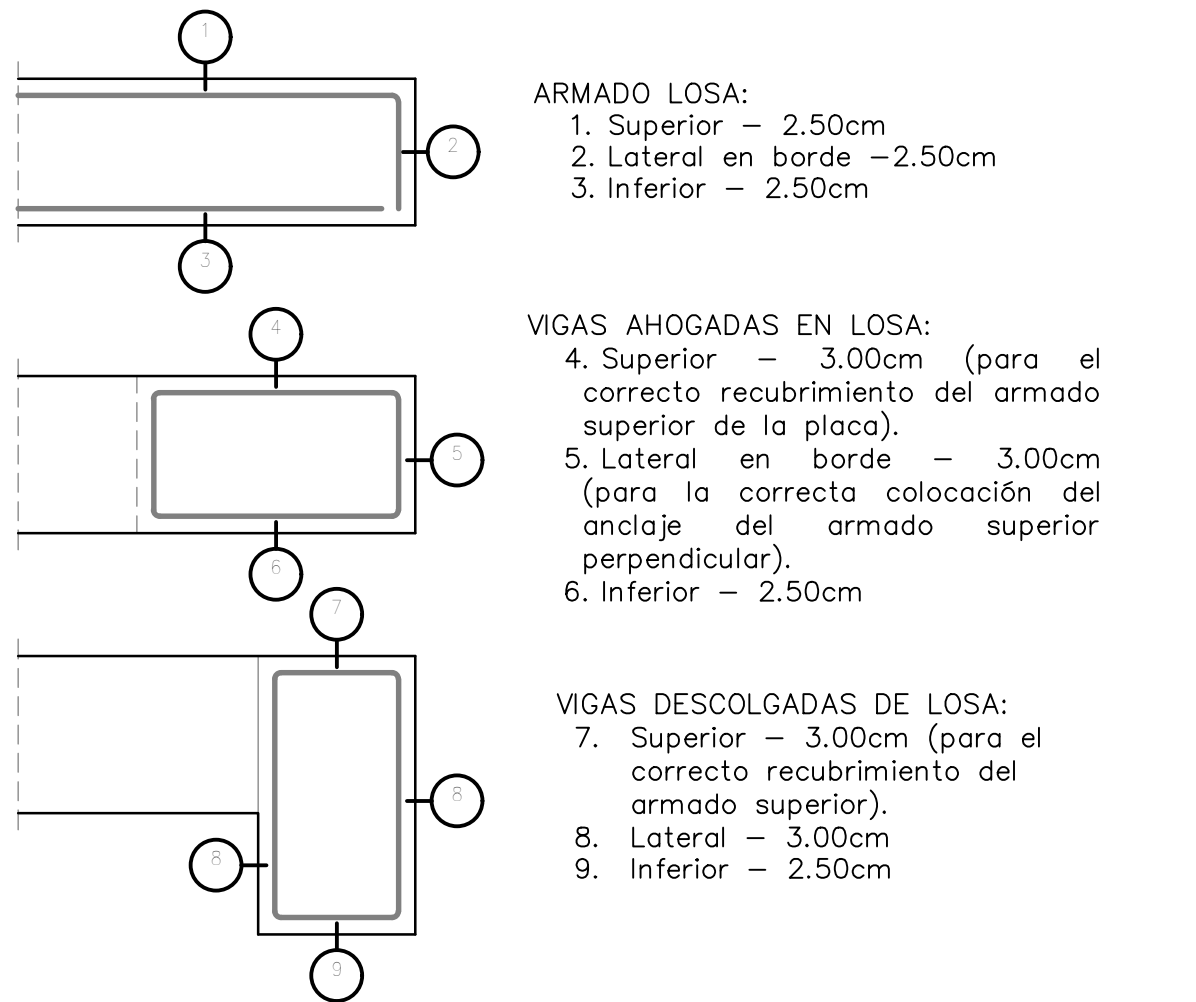 1
2
3
ARMADO LOSA:
1. Superior – 2.50cm
2. Lateral en borde –2.50cm
3. Inferior – 2.50cm
4
5
6
VIGAS AHOGADAS EN LOSA:
4. Superior – 3.00cm (para el
correcto recubrimiento del armado
superior de la placa).
5. Lateral en borde – 3.00cm
(para la correcta colocación del
anclaje del armado superior
perpendicular).
6. Inferior – 2.50cm
7
8
8
9
VIGAS DESCOLGADAS DE LOSA:
7. Superior – 3.00cm (para el
correcto recubrimiento del
armado superior).
8. Lateral – 3.00cm
9. Inferior – 2.50cm